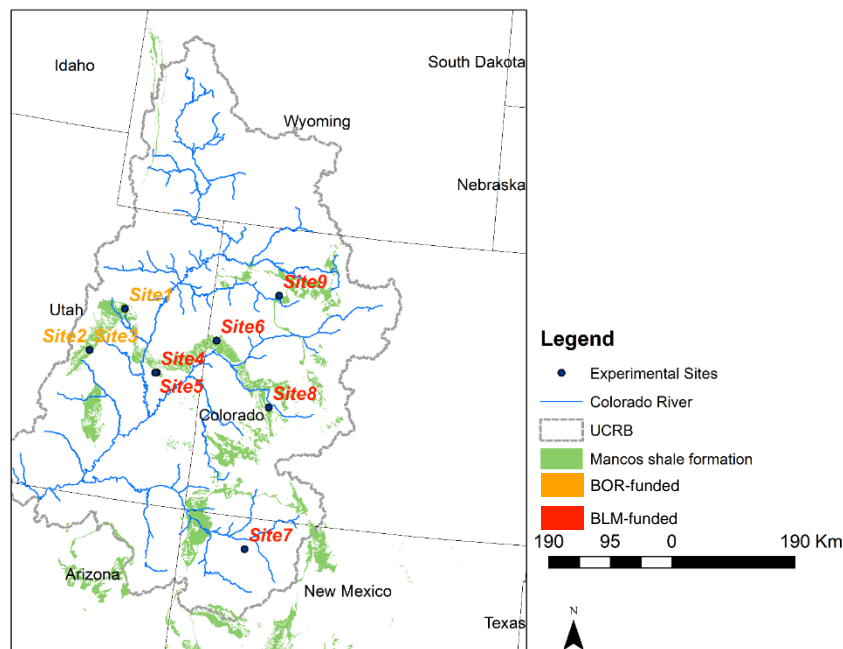 Idaho
South Dakota
Wyoming
Nebraska
Site9
Utah
Site1
Site2
Site3
Site6
Site4
Site5
Site8
Colorado
Site7
Arizona
New Mexico
Texas
Legend
Experimental Sites
Colorado River
UCRB
Mancos shale formation
BOR-funded
BLM-funded
190 95 0 190 Km
N